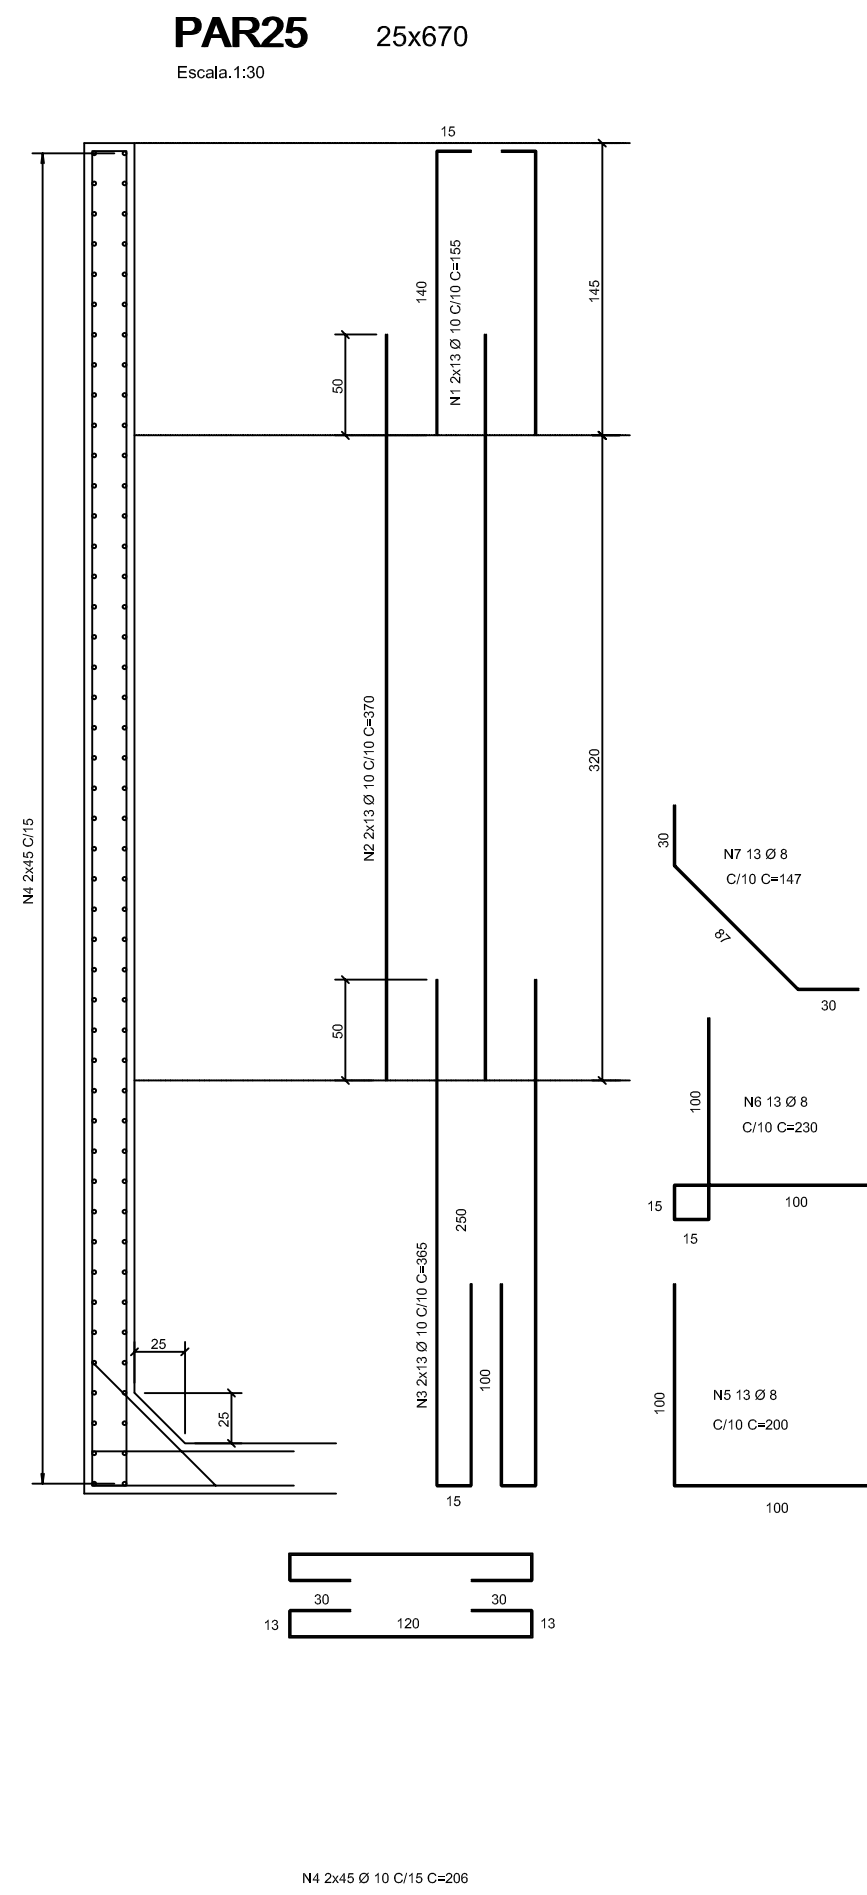 PAR25 25x670
Escala.1:30
15
140
N1 2x13 Ø 10 C/10 C=155
145
50
N2 2x13 Ø 10 C/10 C=370
320
N4 2x45 C/15
30
N7 13 Ø 8
C/10 C=147
87
30
50
100
N6 13 Ø 8
C/10 C=230
15
100
15
250
N3 2x13 Ø 10 C/10 C=365
100
15
25
25
100
N5 13 Ø 8
C/10 C=200
100
30
30
13
120
13
N4 2x45 Ø 10 C/15 C=206